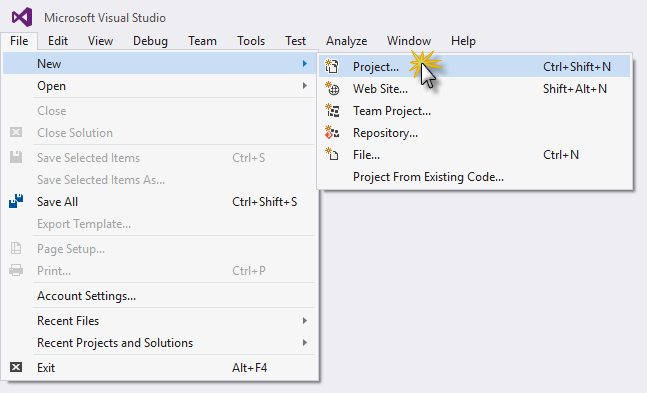 Microsoft Visual Studio
File Edit View Debug Team Tools Test Analyze Window Help
New
Open
Close
Close Solution
Save Selected Items Ctrl+S
Save Selected Items As...
Save All Ctrl+Shift+S
Export Template...
Page Setup...
Print... Ctrl+P
Account Settings...
Recent Files
Recent Projects and Solutions
Exit Alt+F4
Project... Ctrl+Shift+N
Web Site... Shift+Alt+N
Team Project...
Repository...
File... Ctrl+N
Project From Existing Code...